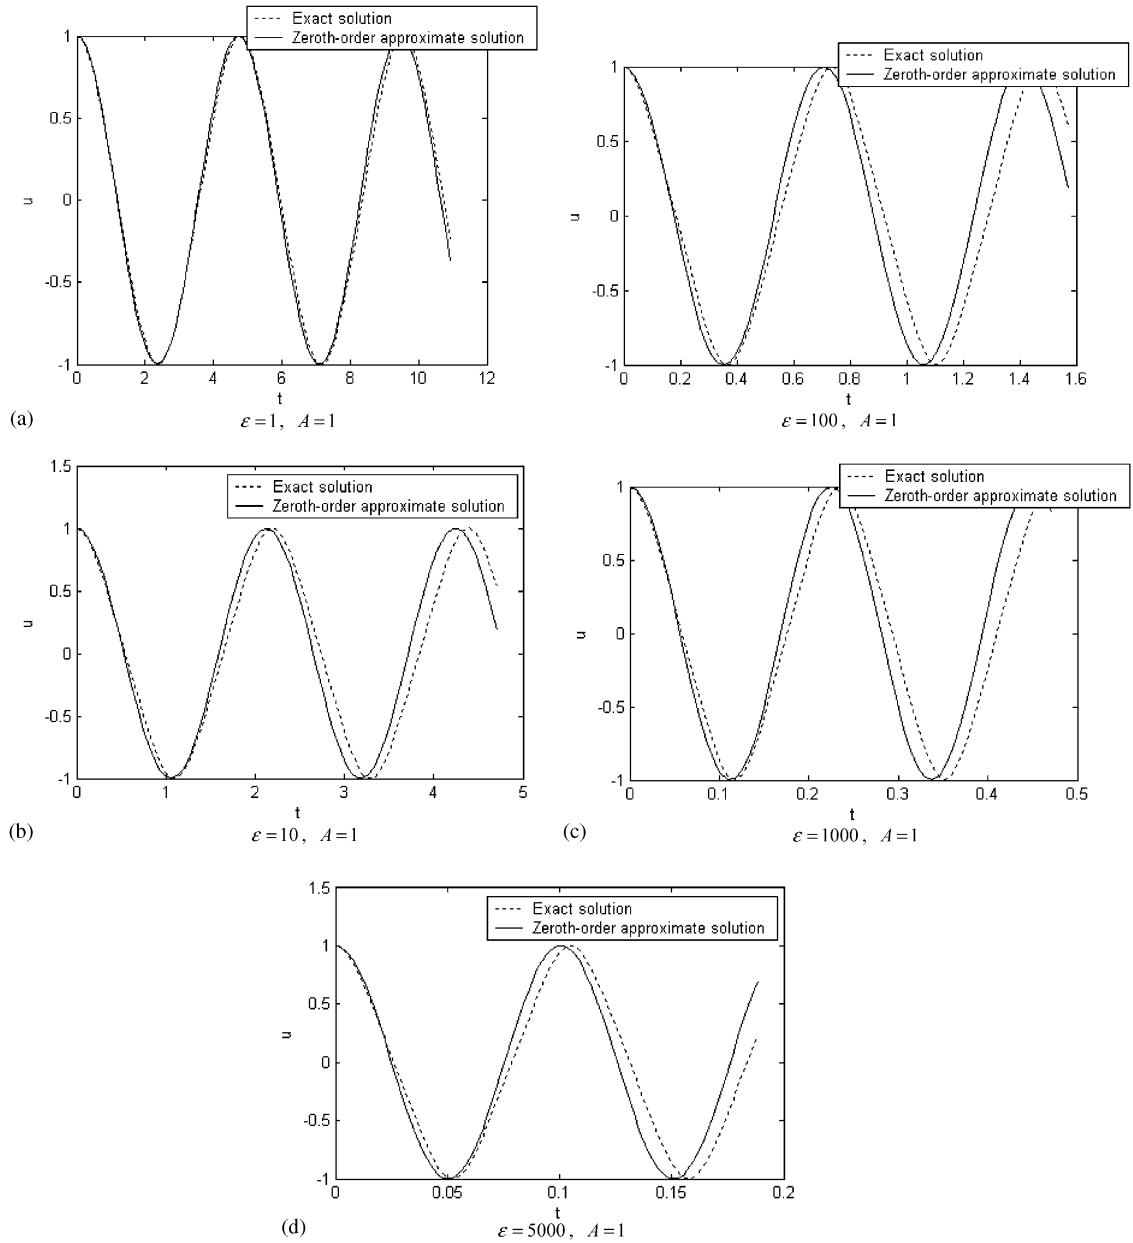 Exact solution
Zeroth-order approximate solution
1
0.5
0
-0.5
-1
u
0 2 4 6 8 10 12
t
(a)
ε=1, A=1
Exact solution
Zeroth-order approximate solution
1
0.5
0
-0.5
-1
u
0 0.2 0.4 0.6 0.8 1 1.2 1.4 1.6
t
ε=100, A=1
1.5
1
0.5
0
-0.5
-1
u
Exact solution
Zeroth-order approximate solution
0 1 2 3 4 5
t
(b)
ε=10, A=1
Exact solution
Zeroth-order approximate solution
1
0.5
0
-0.5
-1
u
0 0.1 0.2 0.3 0.4 0.5
t
(c)
ε=1000, A=1
1.5
1
0.5
0
-0.5
-1
u
Exact solution
Zeroth-order approximate solution
0 0.05 0.1 0.15 0.2
t
(d)
ε=5000, A=1